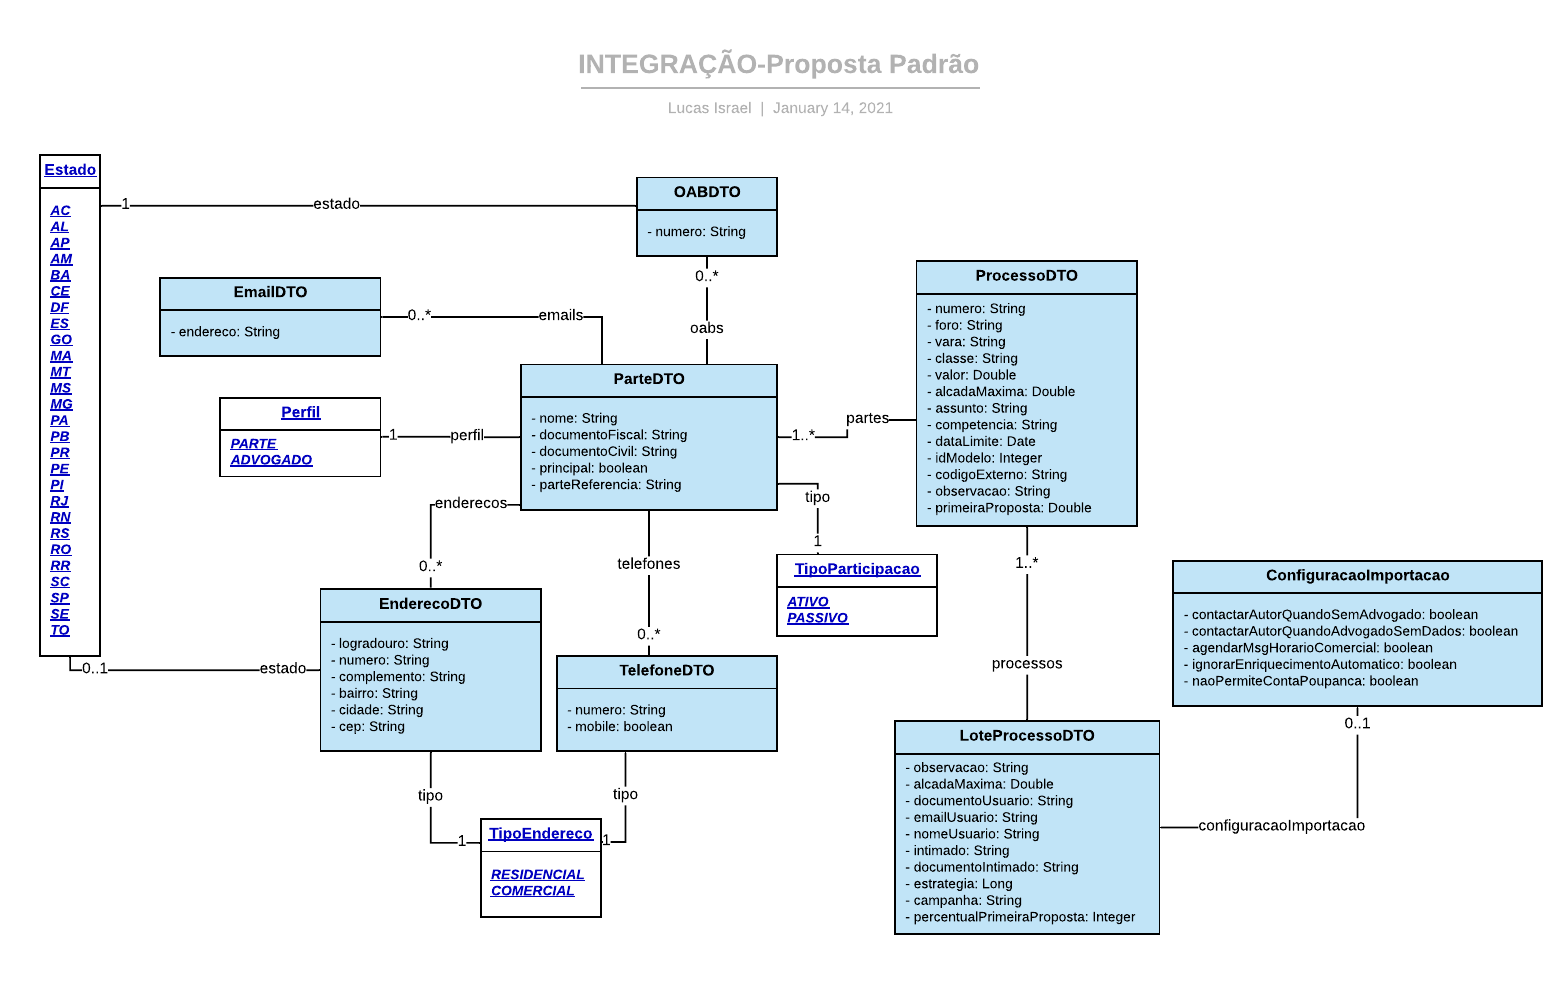 INTEGRAÇÃO-Proposta Padrão
Lucas Israel | January 14, 2021
Estado
AC
AL
AP
AM
BA
CE
DF
ES
GO
MA
MT
MS
MG
PA
PB
PR
PE
PI
RJ
RN
RS
RO
RR
SC
SP
SE
TO
1
estado
OABDTO
- numero: String
0..*
oabs
EmailDTO
- endereco: String
0..*
emails
Perfil
PARTE
ADVOGADO
1
perfil
ParteDTO
- nome: String
- documentoFiscal: String
- documentoCivil: String
- principal: boolean
- parteReferencia: String
1..*
partes
ProcessoDTO
- numero: String
- foro: String
- vara: String
- classe: String
- valor: Double
- alcadaMaxima: Double
- assunto: String
- competencia: String
- dataLimite: Date
- idModelo: Integer
- codigoExterno: String
- observacao: String
- primeiraProposta: Double
enderecos
0..*
telefones
0..*
tipo
1
TipoParticipacao
ATIVO
PASSIVO
1..*
processos
ConfiguracaoImportacao
- contactarAutorQuandoSemAdvogado: boolean
- contactarAutorQuandoAdvogadoSemDados: boolean
- agendarMsgHorarioComercial: boolean
- ignorarEnriquecimentoAutomatico: boolean
- naoPermiteContaPoupanca: boolean
0..1
configuracaoImportacao
0..1
estado
EnderecoDTO
- logradouro: String
- numero: String
- complemento: String
- bairro: String
- cidade: String
- cep: String
TelefoneDTO
- numero: String
- mobile: boolean
tipo
1
tipo
1
TipoEndereco
RESIDENCIAL
COMERCIAL
LoteProcessoDTO
- observacao: String
- alcadaMaxima: Double
- documentoUsuario: String
- emailUsuario: String
- nomeUsuario: String
- intimado: String
- documentoIntimado: String
- estrategia: Long
- campanha: String
- percentualPrimeiraProposta: Integer